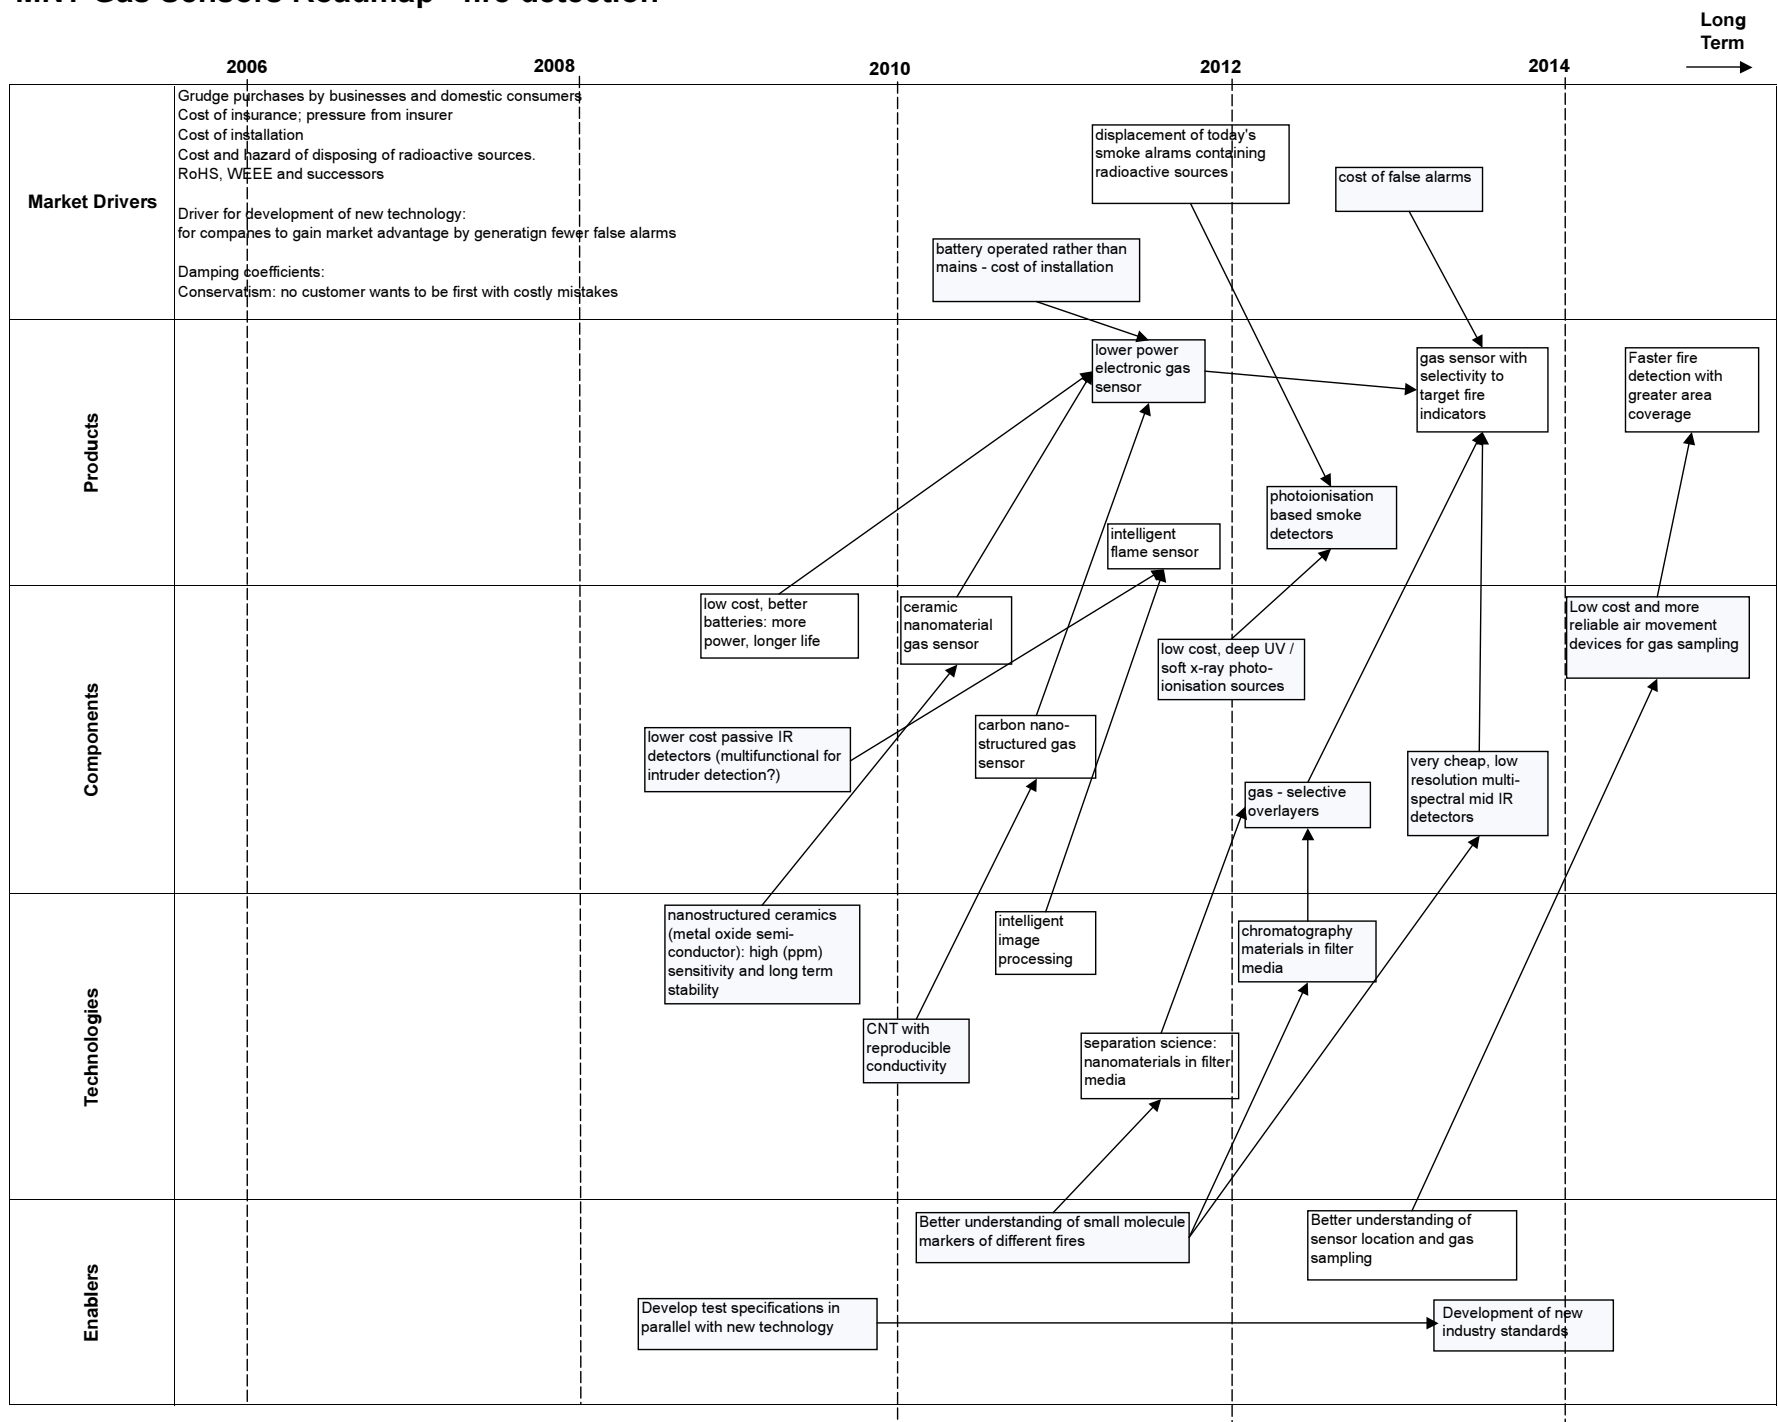 MNT Gas Sensors Roadmap - fire detection
Long
Term
2006
2008
2010
2012
2014
Market Drivers
Grudge purchases by businesses and domestic consumers
Cost of insurance; pressure from insurer
Cost of installation
Cost and hazard of disposing of radioactive sources.
RoHS, WEEE and successors
Driver for development of new technology:
for companes to gain market advantage by generatign fewer false alarms
Damping coefficients:
Conservatism: no customer wants to be first with costly mistakes
displacement of today's
smoke alrams containing
radioactive sources
cost of false alarms
battery operated rather than
mains - cost of installation
Products
lower power
electronic gas
sensor
gas sensor with
selectivity to
target fire
indicators
Faster fire
detection with
greater area
coverage
photoionisation
based smoke
detectors
intelligent
flame sensor
Components
low cost, better
batteries: more
power, longer life
ceramic
nanomaterial
gas sensor
low cost, deep UV /
soft x-ray photo-
ionisation sources
Low cost and more
reliable air movement
devices for gas sampling
lower cost passive IR
detectors (multifunctional for
intruder detection?)
carbon nano-
structured gas
sensor
gas - selective
overlayers
very cheap, low
resolution multi-
spectral mid IR
detectors
Technologies
nanostructured ceramics
(metal oxide semi-
conductor): high (ppm)
sensitivity and long term
stability
intelligent
image
processing
chromatography
materials in filter
media
CNT with
reproducible
conductivity
separation science:
nanomaterials in filter
media
Enablers
Better understanding of small molecule
markers of different fires
Better understanding of
sensor location and gas
sampling
Develop test specifications in
parallel with new technology
Development of new
industry standards